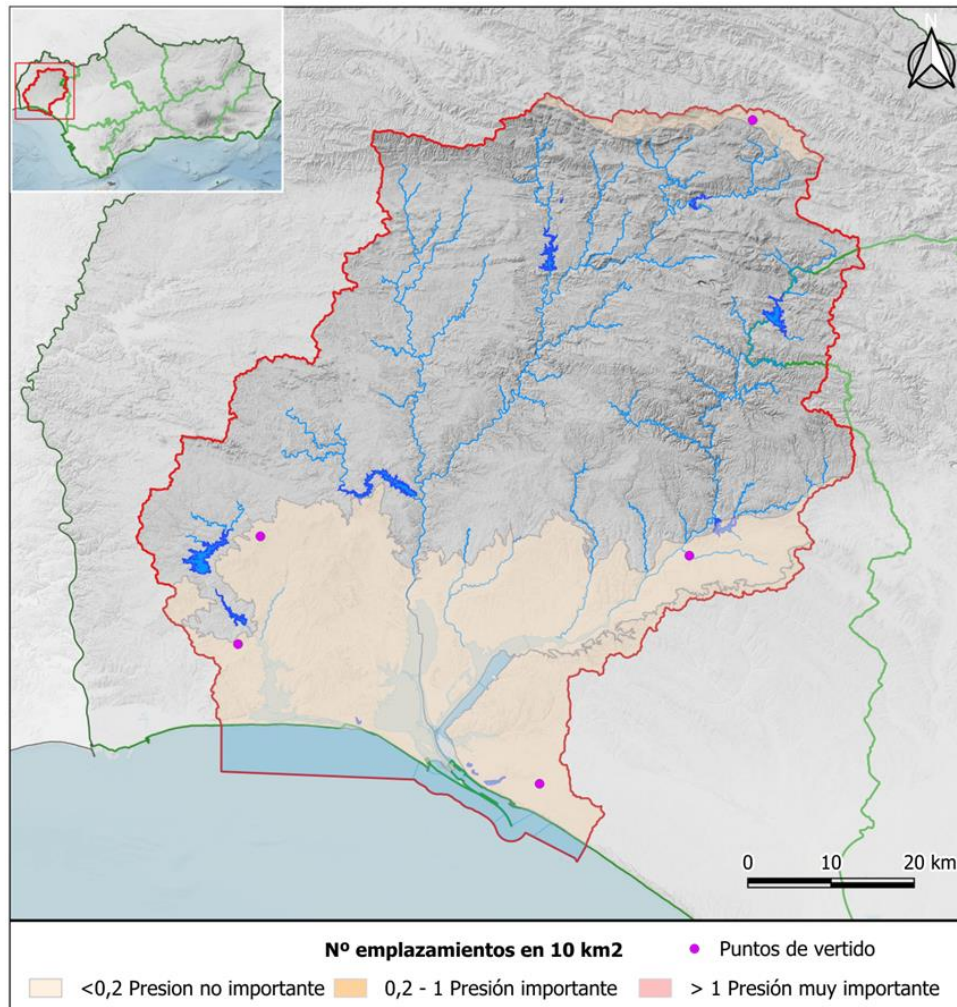 N
0 10 20 km
Nº emplazamientos en 10 km2
Puntos de vertido
<0,2 Presion no importante
0,2 - 1 Presión importante
> 1 Presión muy importante